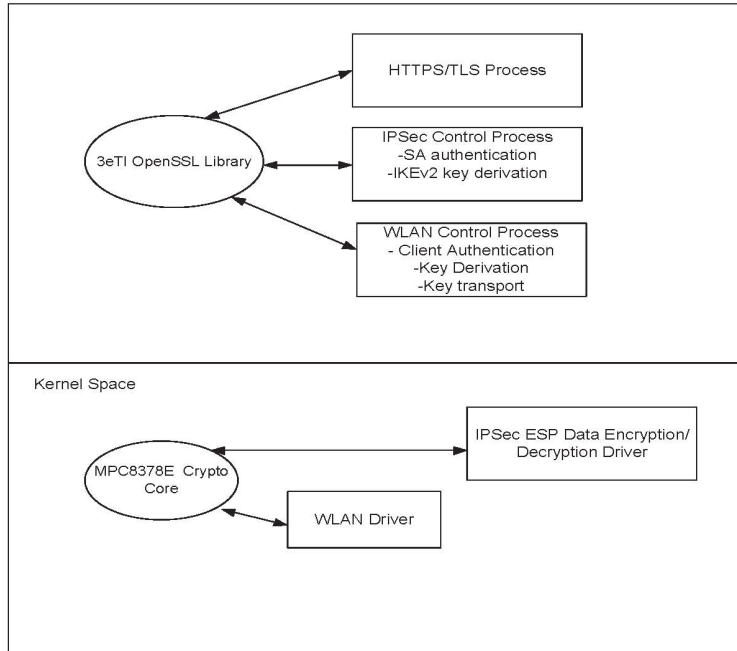 HTTPS/TLS Process
3eTI OpenSSL Library
IPSec Control Process
-SA authentication
-IKEv2 key derivation
WLAN Control Process
- Client Authentication
-Key Derivation
-Key transport
Kernel Space
IPSec ESP Data Encryption/
Decryption Driver
MPC8378E Crypto
Core
WLAN Driver